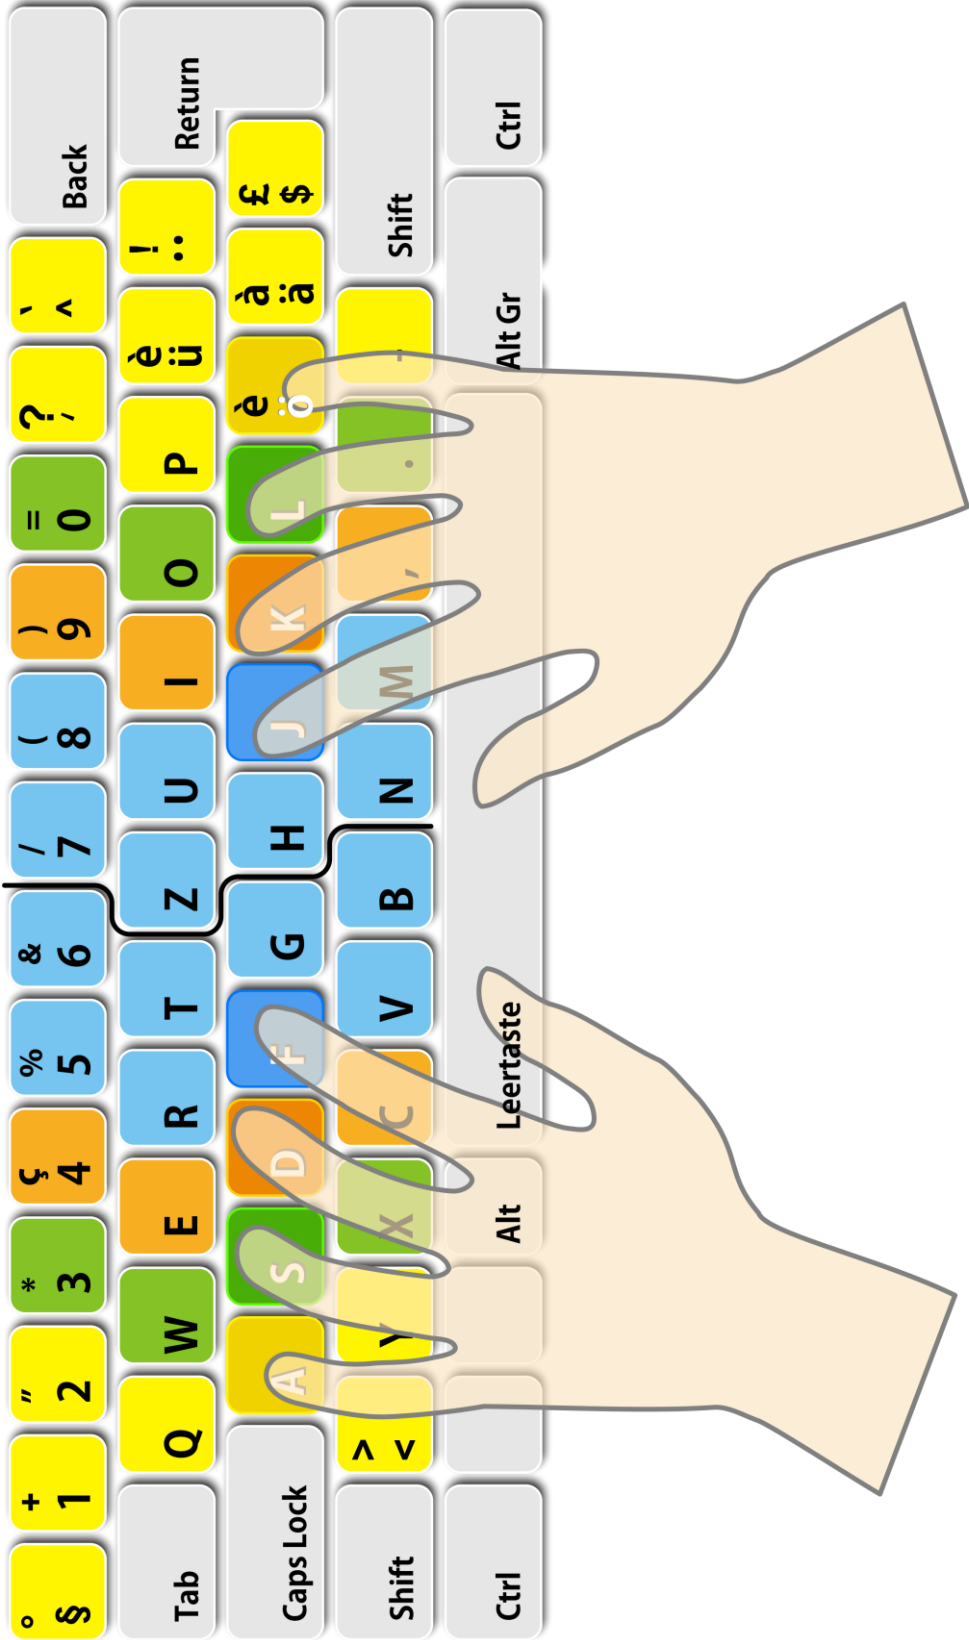 ° + " * ç % & / ( ) = ? ` Back
§ 1 2 3 4 5 6 7 8 9 0 ' ^
Tab Q W E R T Z U I O P è ! Return
ü ¨
Caps Lock A S D F G H J K L è à £
ö ä $
Shift > Y X C V B N M , . - Shift
<
Ctrl Alt Leertaste Alt Gr Ctrl